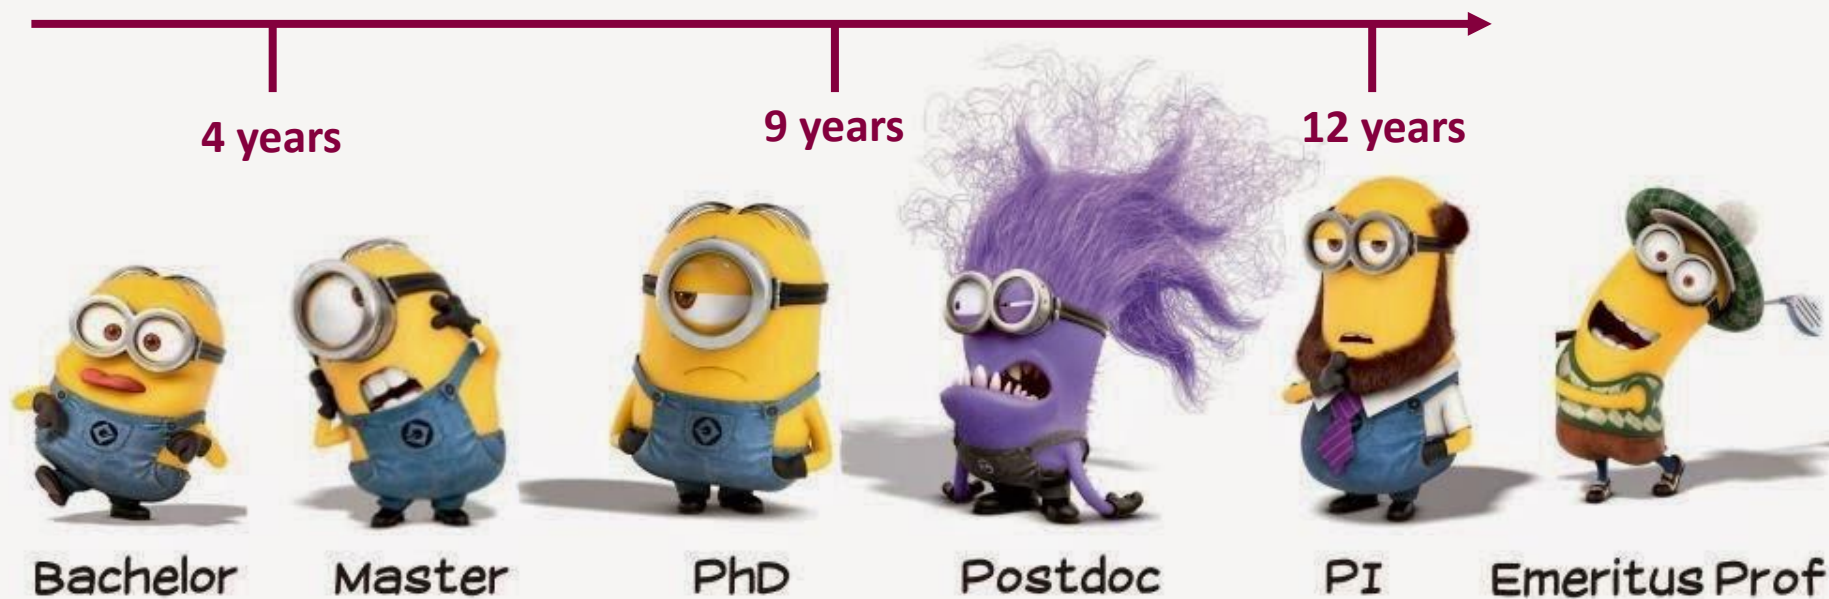 4 years
9 years
12 years
Bachelor Master PhD Postdoc PI Emeritus Prof